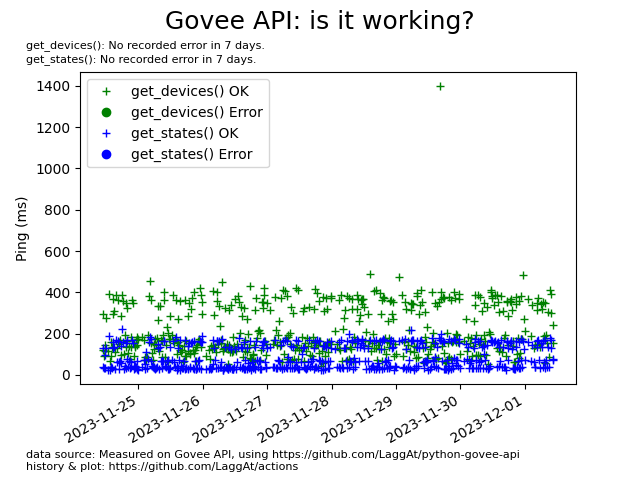 Govee API: is it working?
get_devices(): No recorded error in 7 days.
get_states(): No recorded error in 7 days.
get_devices() OK
get_devices() Error
get_states() OK
get_states() Error
Ping (ms)
1400
1200
1000
800
600
400
200
0
2023-11-25
2023-11-26
2023-11-27
2023-11-28
2023-11-29
2023-11-30
2023-12-01
data source: Measured on Govee API, using https://github.com/LaggAt/python-govee-api
history & plot: https://github.com/LaggAt/actions